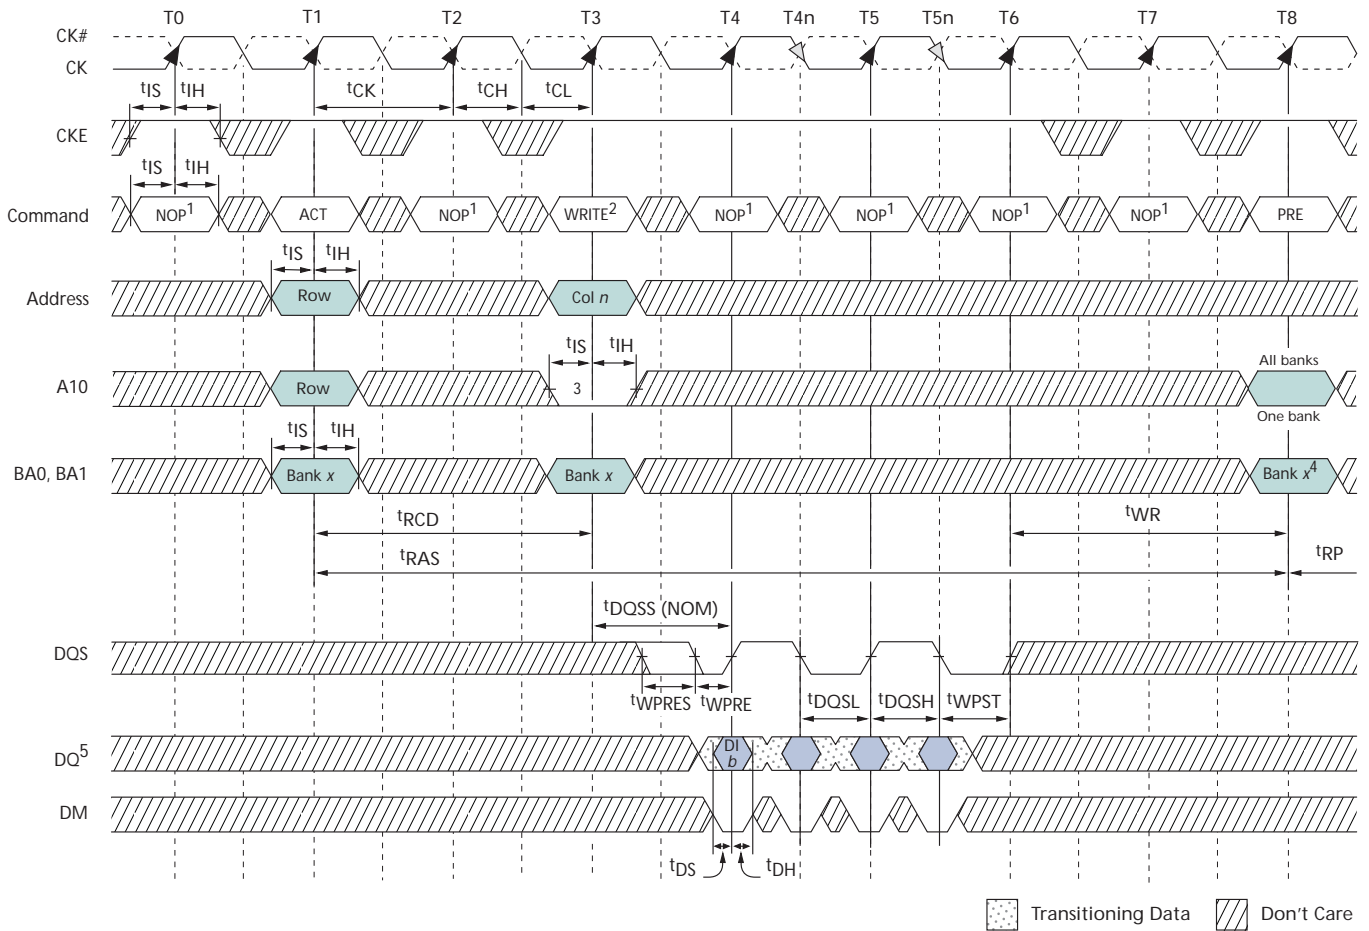 T0 T1 T2 T3 T4 T4n T5 T5n T6 T7 T8
CK#
CK
tIS tIH tCK tCH tCL
CKE
tIS tIH
Command NOP1 ACT NOP1 WRITE2 NOP1 NOP1 NOP1 NOP1 PRE
tIS tIH
Address Row Col n
tIS tIH
All banks
A10 Row 3
One bank
tIS tIH
BA0, BA1 Bank x Bank x Bank x4
tRCD tWR
tRAS tRP
tDQSS (NOM)
DQS
tWPRES tWPRE tDQSL tDQSH tWPST
DQ5 DI
b
DM
tDS tDH
Transitioning Data Don't Care